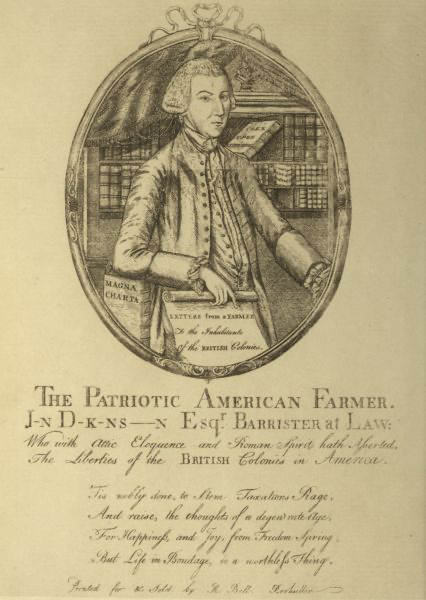 COKE
UPON
MAGNA
CHARTA
LETTERS from a FARMER
To the Inhabitants
Of the BRITISH Colonies.
THE PATRIOTIC AMERICAN FARMER.
J-N D-K-NS——N Esqr. BARRISTER at LAW:
Who with Attic Eloquence and Roman Spirit hath Aſserted,
The Liberties of the BRITISH Colonies in America.
'Tis nobly done, to Stem Taxations Rage,
And raise, the thoughts of a degen'rate Age,
For Happineſs, and Joy, from Freedom Spring;
But Life in Bondage, is a worthleſs Thing.
Printed for & Sold by R. Bell. Bookseller